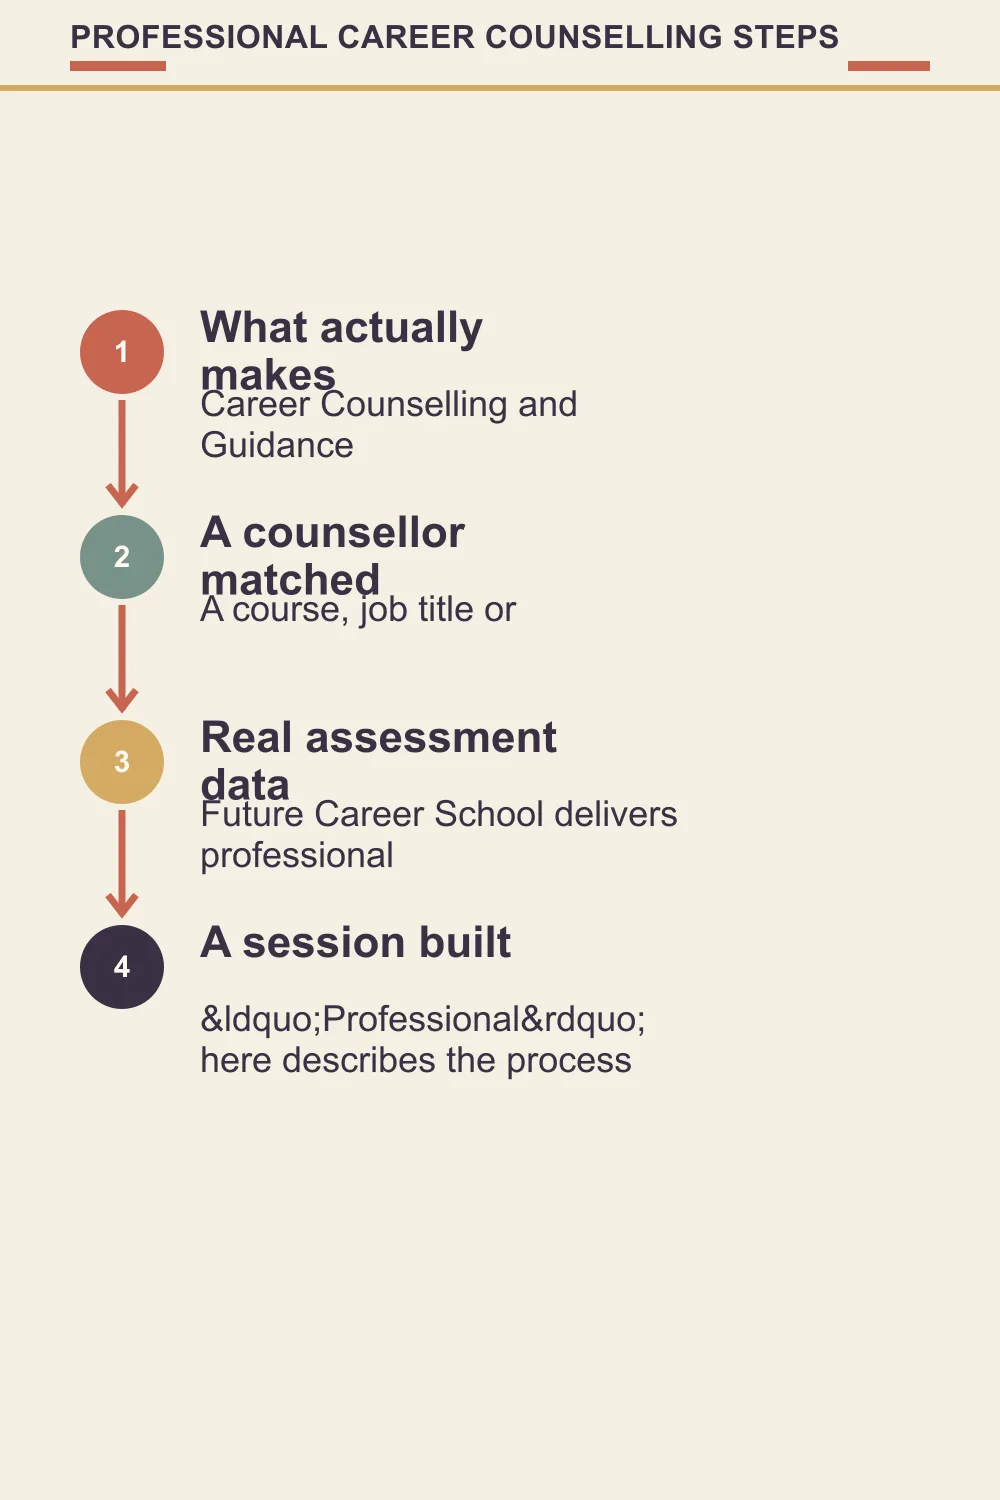 PROFESSIONAL CAREER COUNSELLING STEPS
1
What actually
makes
Career Counselling and
Guidance
2
A counsellor
matched
A course, job title or
3
Real assessment
data
Future Career School delivers
professional
4
A session built
&ldquo;Professional&rdquo;
here describes the process